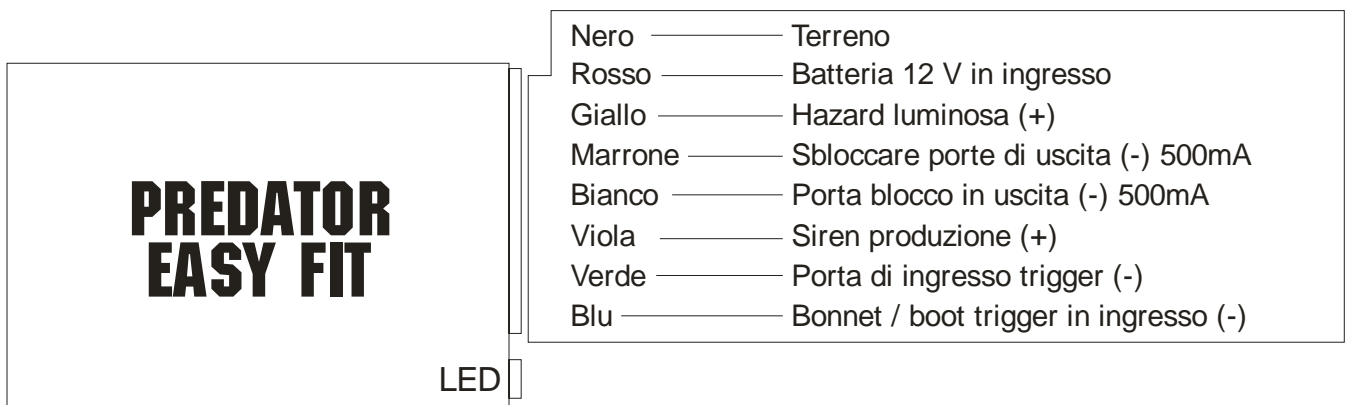 Nero Terreno
Rosso Batteria 12 V in ingresso
Giallo Hazard luminosa (+)
Marrone Sbloccare porte di uscita (-) 500mA
Bianco Porta blocco in uscita (-) 500mA
Viola Siren produzione (+)
Verde Porta di ingresso trigger (-)
Blu Bonnet / boot trigger in ingresso (-)
PREDATOR
EASY FIT
LED